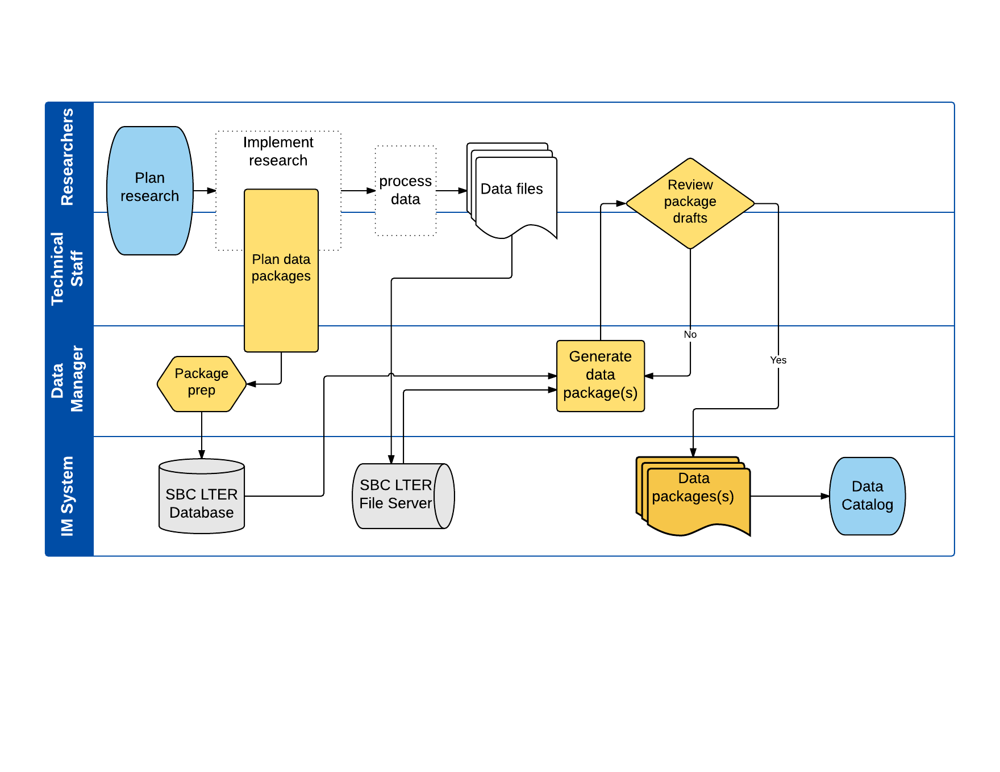 Researchers
Plan
research
Implement
research
process
data
Data files
Review
package
drafts
Technical
Staff
Plan data
packages
Data
Manager
Package
prep
Generate
data
package(s)
No
Yes
IM System
SBC LTER
Database
SBC LTER
File Server
Data
packages(s)
Data
Catalog